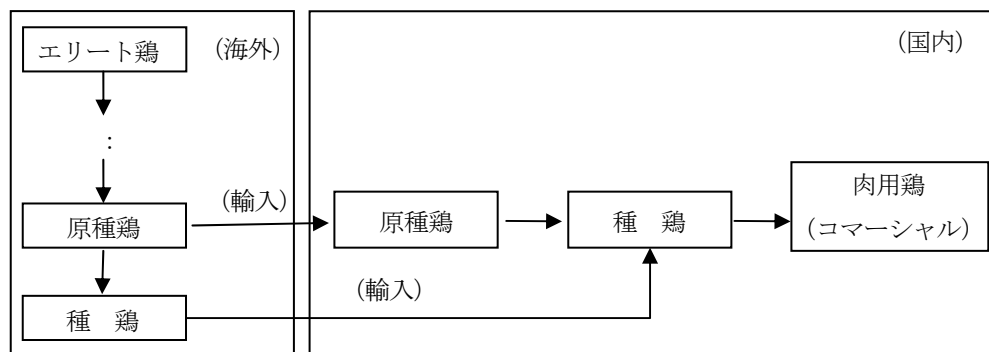 エリート鶏
(海外)
:
原種鶏
種　鶏
(輸入)
(輸入)
(国内)
原種鶏
種　鶏
肉用鶏
(コマーシャル)